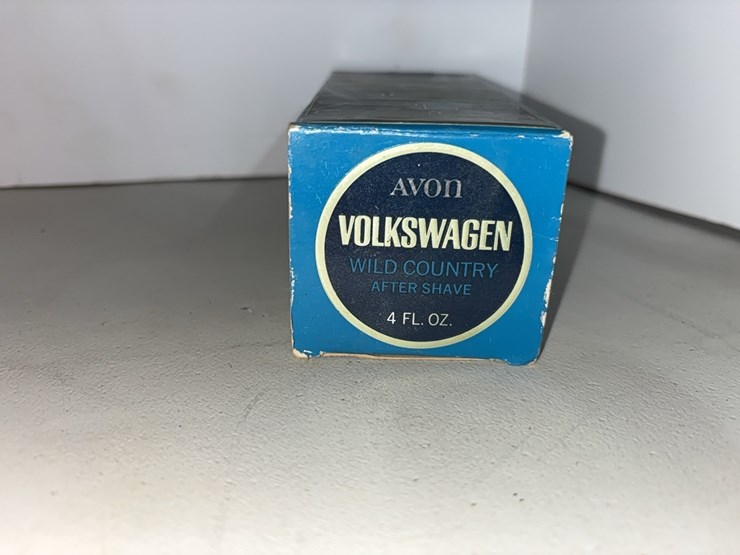 AVON
VOLKSWAGEN
WILD COUNTRY
AFTER SHAVE
4 FL. OZ.